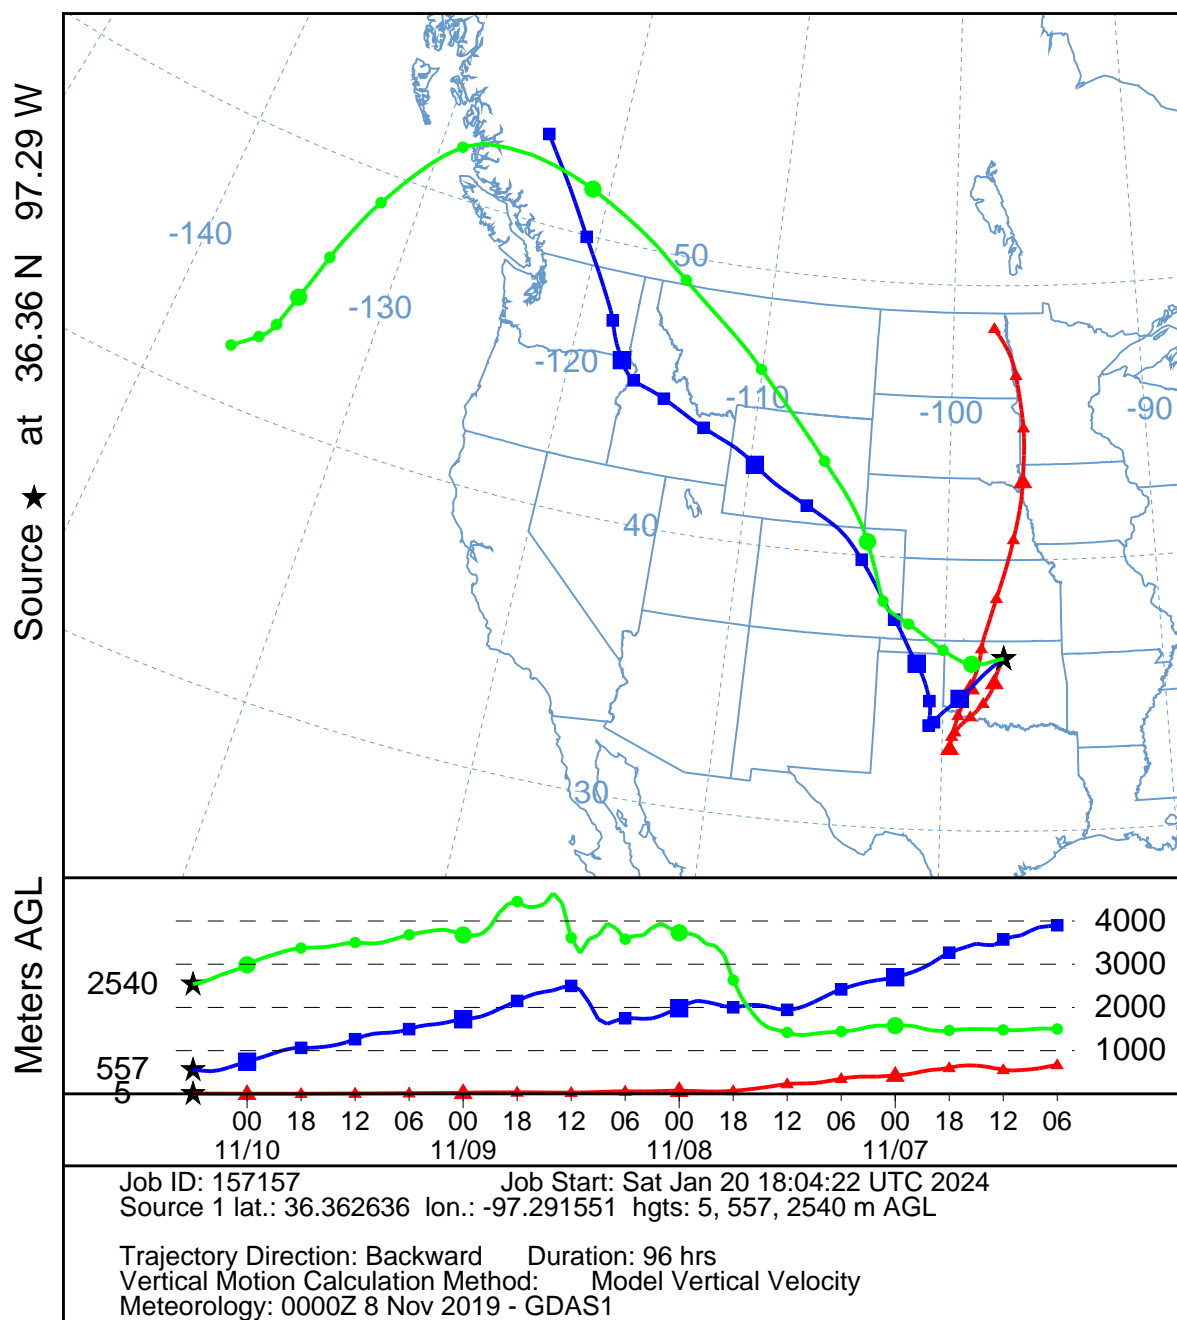 Source ★ at 36.36 N 97.29 W
-140
-130
-120
-110
-100
-90
50
40
30
Meters AGL
2540
557
5
4000
3000
2000
1000
00 18 12 06 00 18 12 06 00 18 12 06 00 18 12 06
11/10 11/09 11/08 11/07
Job ID: 157157 Job Start: Sat Jan 20 18:04:22 UTC 2024
Source 1 lat.: 36.362636 lon.: -97.291551 hgts: 5, 557, 2540 m AGL
Trajectory Direction: Backward Duration: 96 hrs
Vertical Motion Calculation Method: Model Vertical Velocity
Meteorology: 0000Z 8 Nov 2019 - GDAS1